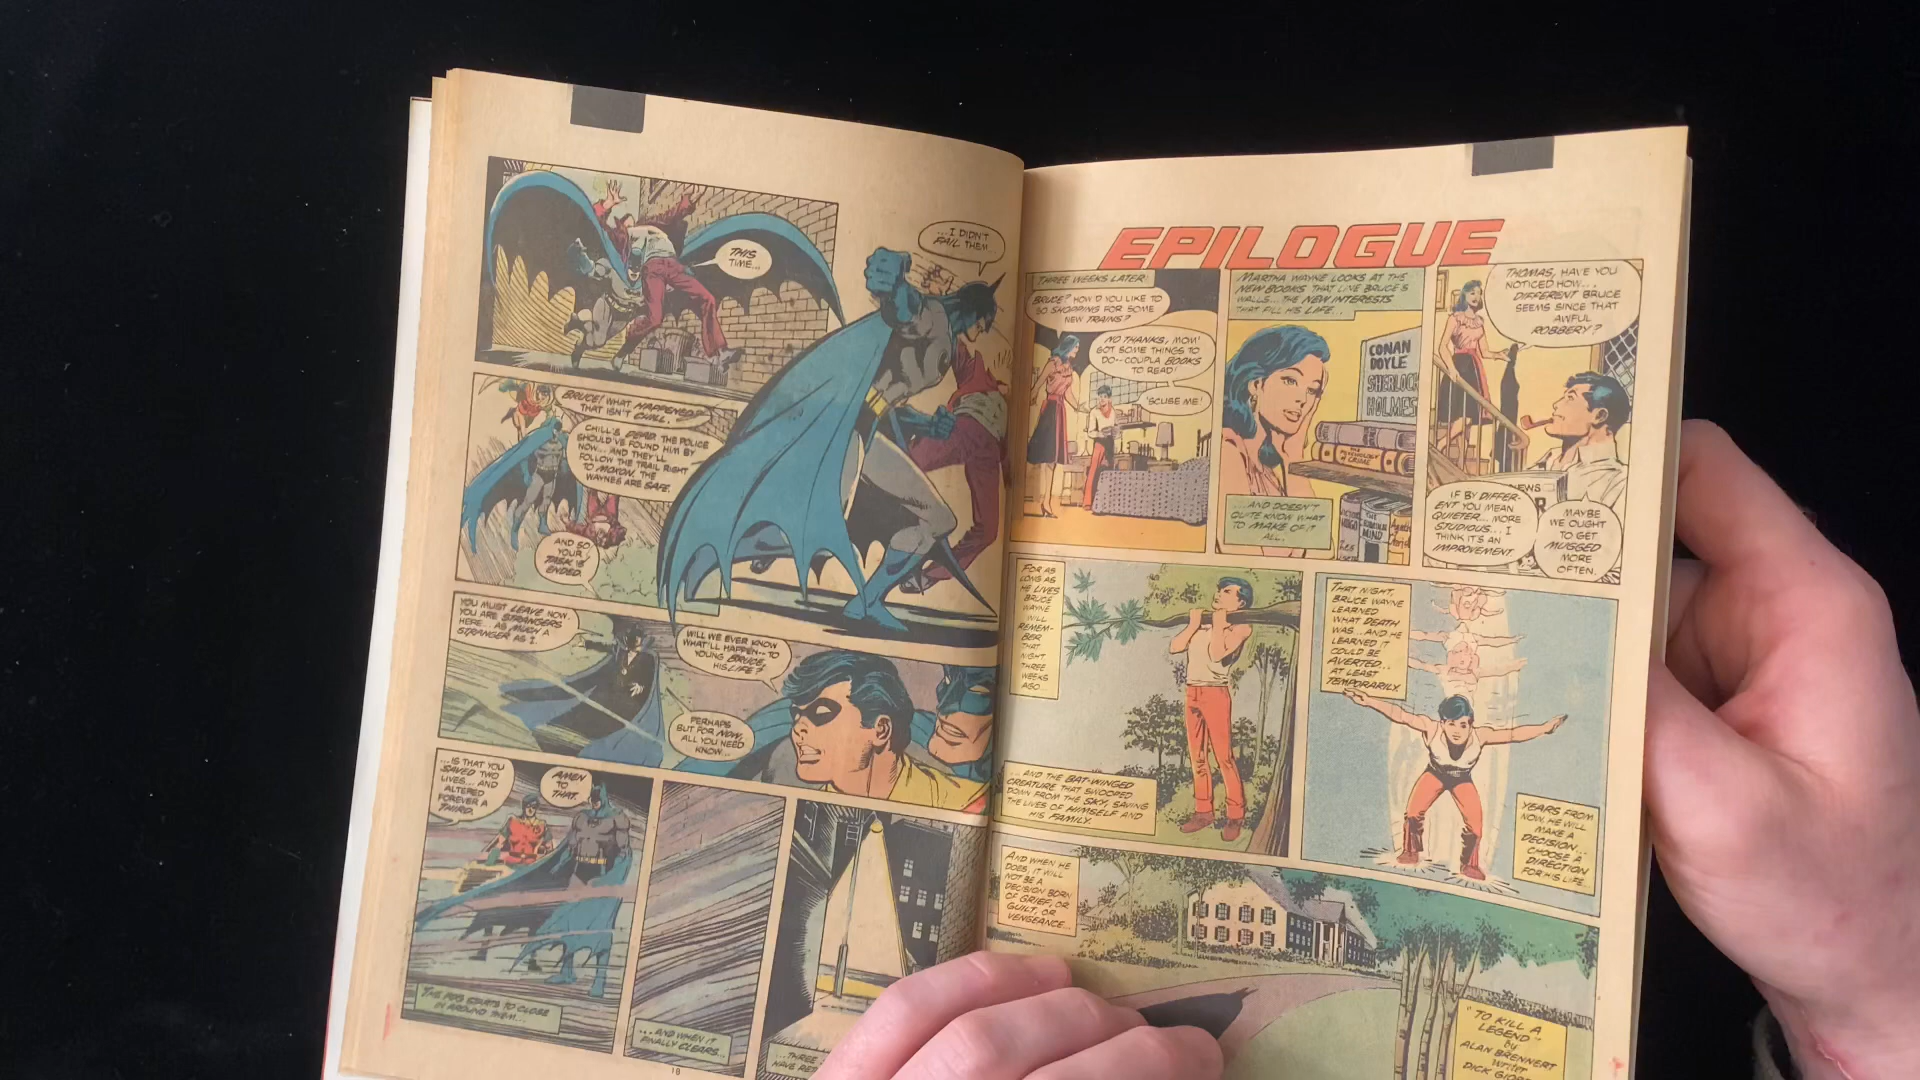 THIS
TIME...
...I DIDN'T
FAIL THEM...
BRUCE! WHAT HAPPENED?
THAT ISN'T CHILL.
CHILL'S DEAD. THE POLICE
SHOULD'VE FOUND HIM BY
NOW... AND THEY'LL
FOLLOW THE TRAIL RIGHT
TO MOXON. THE
WAYNES ARE SAFE.
AND SO
YOUR
TASK IS
ENDED.
YOU MUST LEAVE NOW.
YOU ARE STRANGERS
HERE... AS MUCH A
STRANGER AS I.
WILL WE EVER KNOW
WHAT'LL HAPPEN-- TO
YOUNG BRUCE,
HIS LIFE?
PERHAPS
BUT FOR NOW,
ALL YOU NEED
KNOW...
...IS THAT YOU
SAVED TWO
LIVES... AND
ALTERED
FOREVER A
THIRD.
AMEN
TO
THAT.
THE FOG STARTS TO CLOSE
IN AROUND THEM...
...AND WHEN IT
FINALLY CLEARS...
...THREE
18
EPILOGUE
THREE WEEKS LATER:
BRUCE? HOW'D YOU LIKE TO
GO SHOPPING FOR SOME
NEW TRAINS?
NO THANKS, MOM!
GOT SOME THINGS TO
DO-- COUPLA BOOKS
TO READ!
'SCUSE ME!
MARTHA WAYNE LOOKS AT THE
NEW BOOKS THAT LINE BRUCE'S
WALLS... THE NEW INTERESTS
THAT FILL HIS LIFE...
CONAN
DOYLE
SHERLOCK
HOLMES
PSYCHOLOGY
CRIME
THE
CRIMINAL
MIND
...AND DOESN'T
QUITE KNOW WHAT
TO MAKE OF IT
ALL.
THOMAS, HAVE YOU
NOTICED HOW...
DIFFERENT BRUCE
SEEMS SINCE THAT
AWFUL
ROBBERY?
NEWS
IF BY DIFFER-
ENT YOU MEAN
QUIETER... MORE
STUDIOUS... I
THINK IT'S AN
IMPROVEMENT.
MAYBE
WE OUGHT
TO GET
MUGGED
MORE
OFTEN.
FOR AS
LONG AS
HE LIVES
BRUCE
WAYNE
WILL
REMEM-
BER
THAT
NIGHT
THREE
WEEKS
AGO...
...AND THE BAT-WINGED
CREATURE THAT SWOOPED
DOWN FROM THE SKY, SAVING
THE LIVES OF HIMSELF AND
HIS FAMILY.
THAT NIGHT,
BRUCE WAYNE
LEARNED
WHAT DEATH
WAS... AND HE
LEARNED IT
COULD BE
AVERTED...
AT LEAST
TEMPORARILY.
YEARS FROM
NOW, HE WILL
MAKE A
DECISION...
CHOOSE A
DIRECTION
FOR HIS LIFE...
AND WHEN HE
DOES, IT WILL
NOT BE A
DECISION BORN
OF GRIEF, OR
GUILT, OR
VENGEANCE...
"TO KILL A
LEGEND"
by
ALAN BRENNERT
writer
DICK